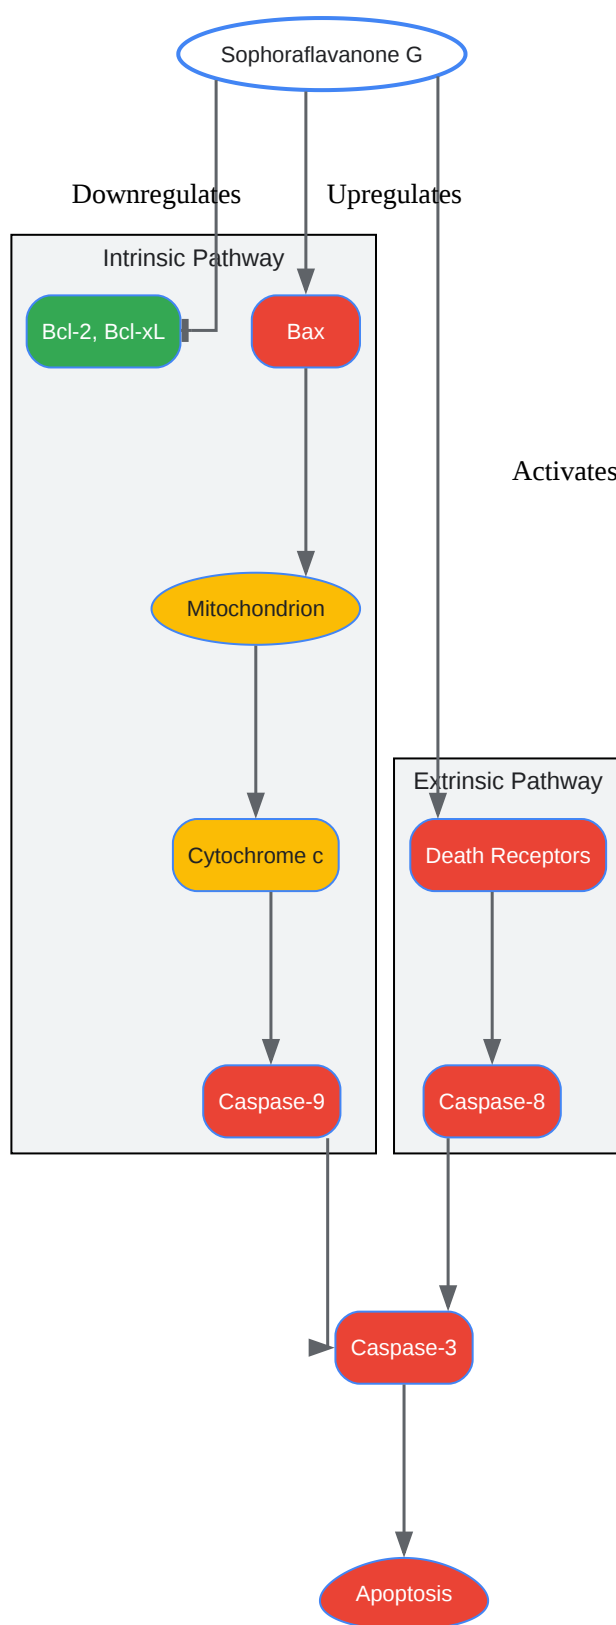 Sophoraflavanone G
Downregulates
Upregulates
Intrinsic Pathway
Bcl-2, Bcl-xL
Bax
Activates
Mitochondrion
Extrinsic Pathway
Cytochrome c
Death Receptors
Caspase-9
Caspase-8
Caspase-3
Apoptosis